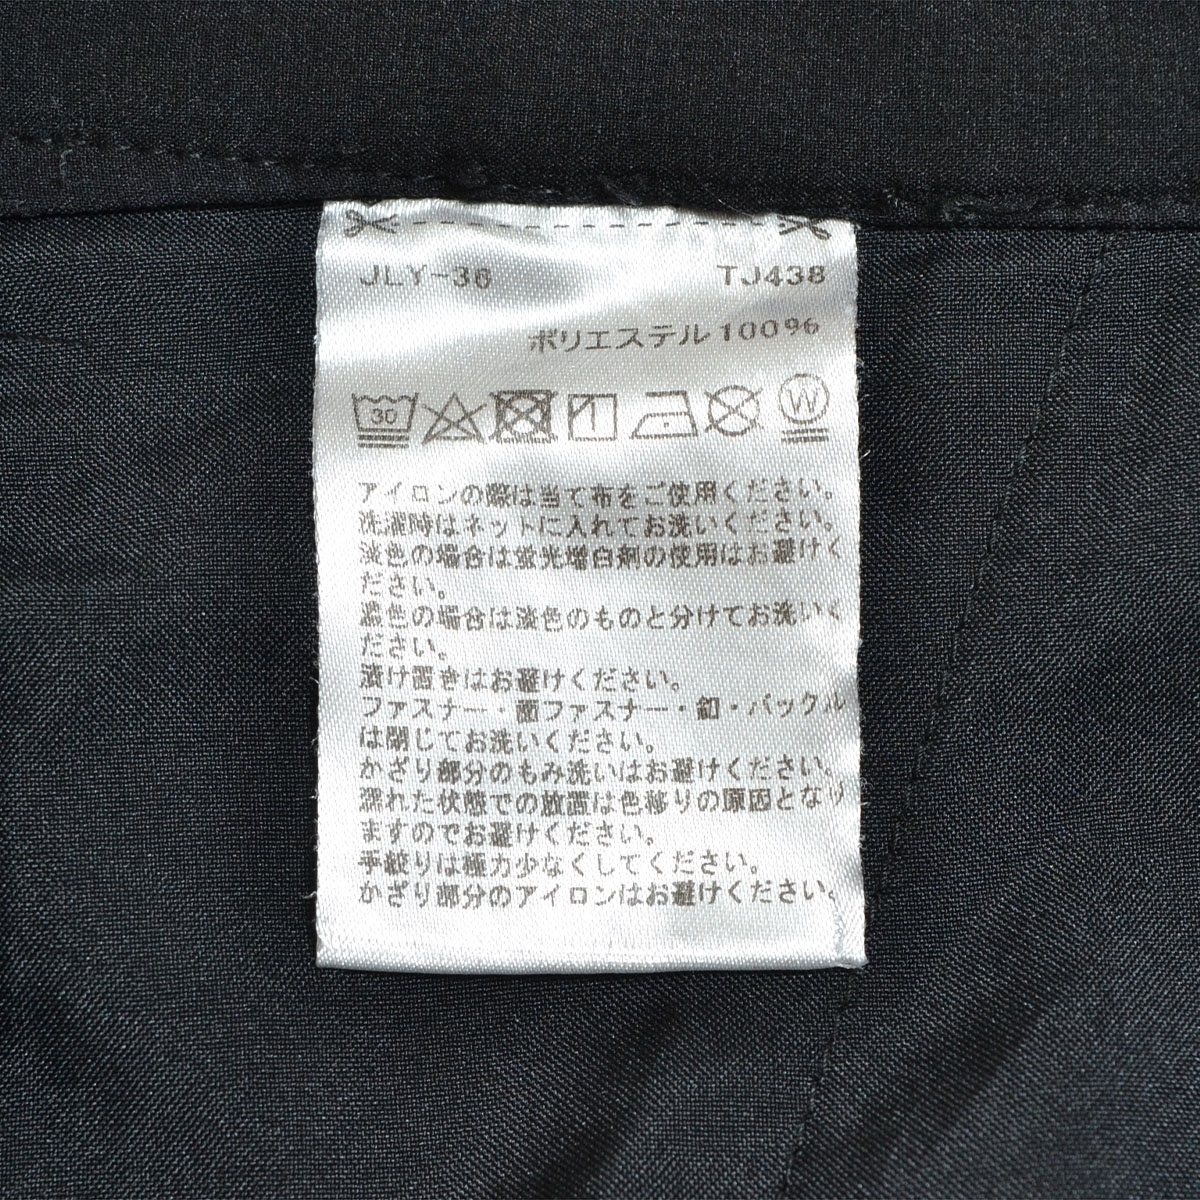 JLY-36 TJ438
ポリエステル100%
30 W
アイロンの際は当て布をご使用ください。
洗濯時はネットに入れてお洗いください。
淡色の場合は蛍光増白剤の使用はお避けく
ださい。
濃色の場合は淡色のものと分けてお洗いく
ださい。
漬け置きはお避けください。
ファスナー・面ファスナー・釦・バックル
は閉じてお洗いください。
かざり部分のもみ洗いはお避けください。
濡れた状態での放置は色移りの原因となり
ますのでお避けください。
手絞りは極力少なくしてください。
かざり部分のアイロンはお避けください。